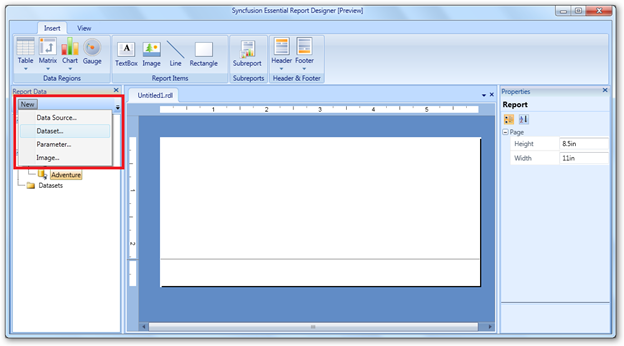 Syncfusion Essential Report Designer [Preview]
Insert View
Table Matrix Chart Gauge TextBox Image Line Rectangle Subreport Header Footer
Data Regions Report Items Subreports Header & Footer
Report Data
New
Data Source...
Dataset...
Parameter...
Image...
Adventure
Datasets
Untitled1.rdl
1 2 3 4 5
1
2
Properties
Report
Page
Height 8.5in
Width 11in